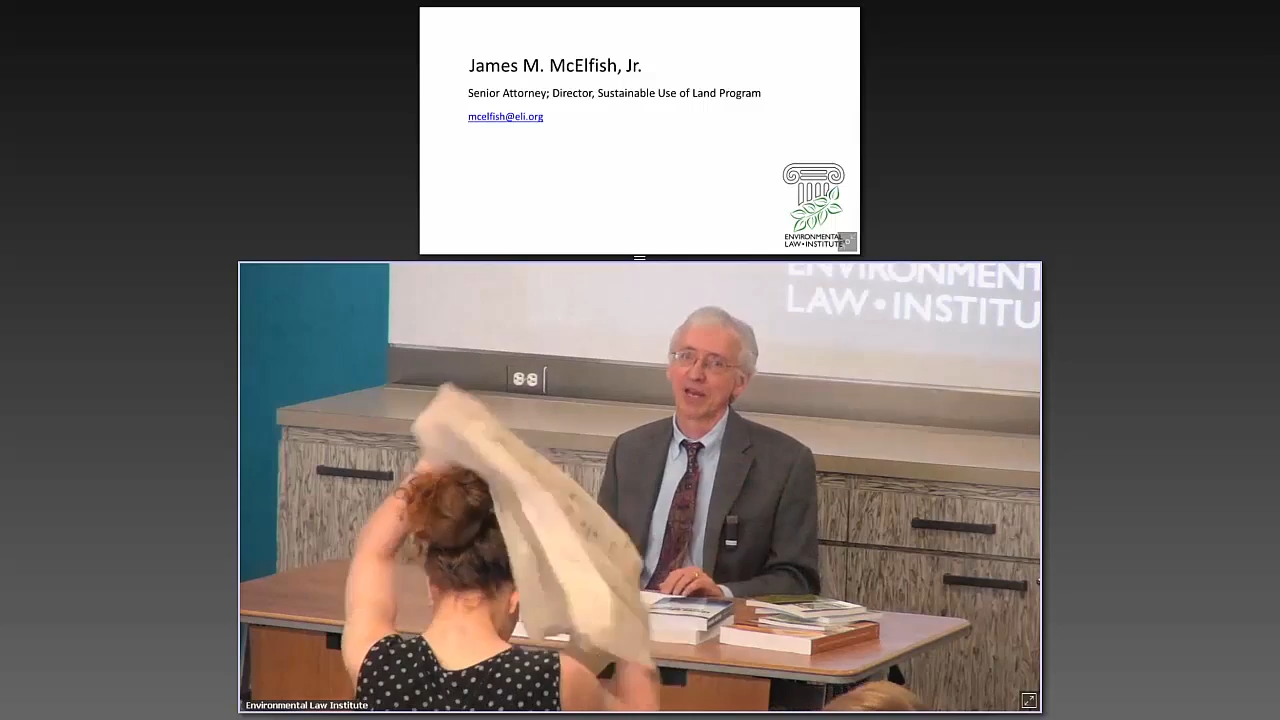 James M. McElfish, Jr.
Senior Attorney; Director, Sustainable Use of Land Program
mcelfish@eli.org
ENVIRONMENTAL
LAW•INSTITUTE
ENVIRONMENT
LAW•INSTITU
Environmental Law Institute